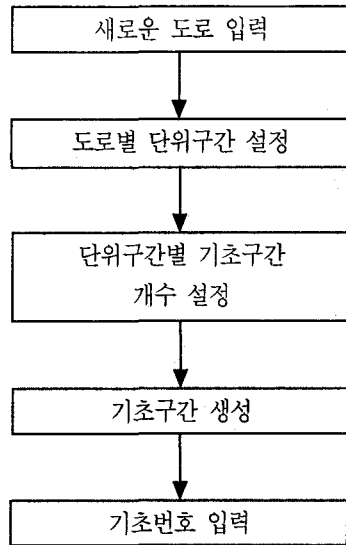 새로운 도로 입력
도로별 단위구간 설정
단위구간별 기초구간
개수 설정
기초구간 생성
기초번호 입력